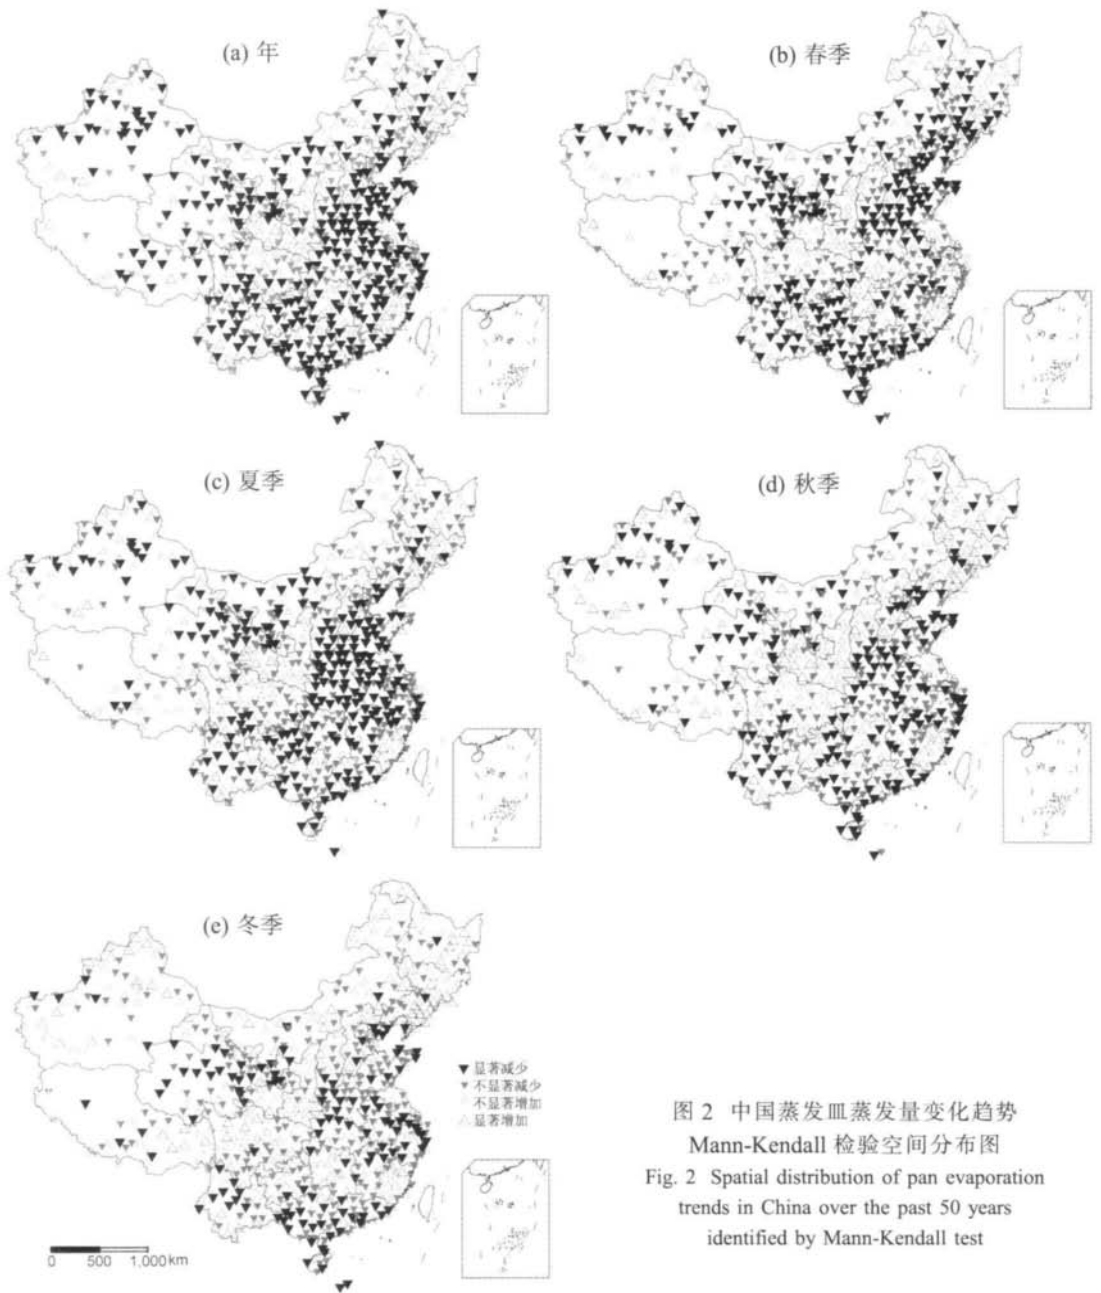 (a) 年
(b) 春季
(c) 夏季
(d) 秋季
(e) 冬季
显著减少
不显著减少
不显著增加
显著增加
0 500 1,000km
图 2 中国蒸发皿蒸发量变化趋势
Mann-Kendall 检验空间分布图
Fig. 2 Spatial distribution of pan evaporation
trends in China over the past 50 years
identified by Mann-Kendall test